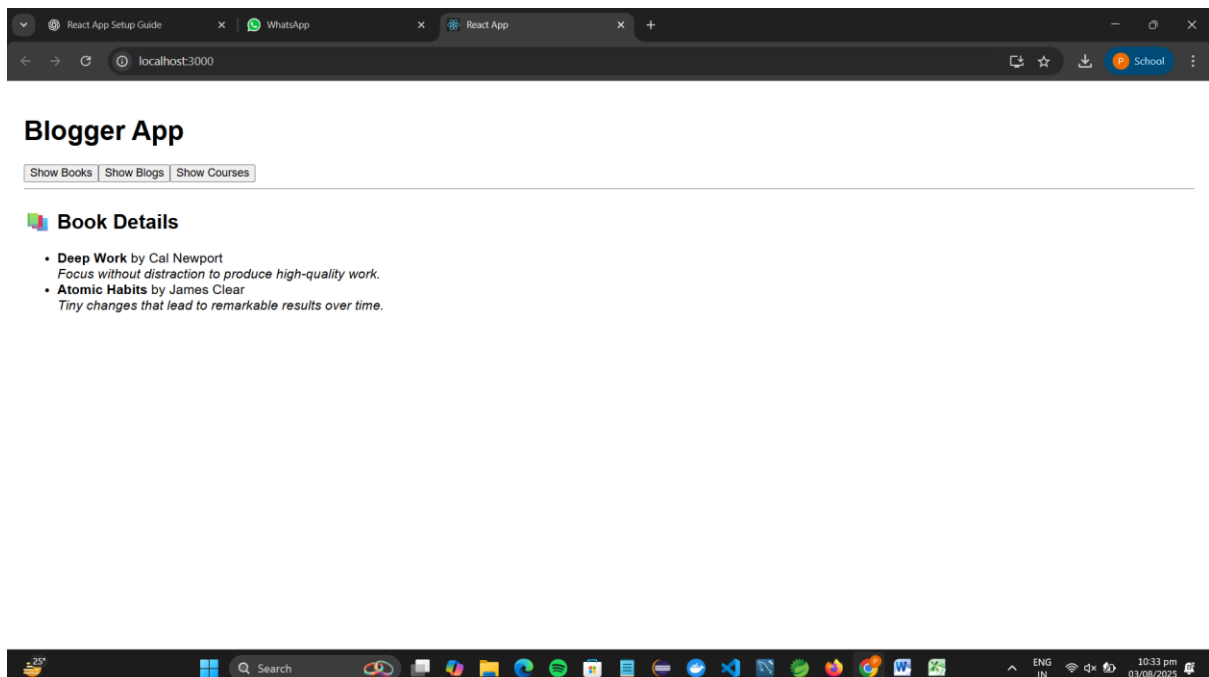 React App Setup Guide
WhatsApp
React App
localhost:3000
School
P
Blogger App
Show Books
Show Blogs
Show Courses
Book Details
Deep Work by Cal Newport
Focus without distraction to produce high-quality work.
Atomic Habits by James Clear
Tiny changes that lead to remarkable results over time.
25°
Search
ENG
IN
10:33 pm
03/08/2025